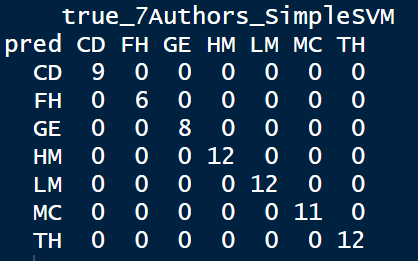 true_7Authors_SimpleSVM
pred CD FH GE HM LM MC TH
CD 9 0 0 0 0 0 0
FH 0 6 0 0 0 0 0
GE 0 0 8 0 0 0 0
HM 0 0 0 12 0 0 0
LM 0 0 0 0 12 0 0
MC 0 0 0 0 0 11 0
TH 0 0 0 0 0 0 12